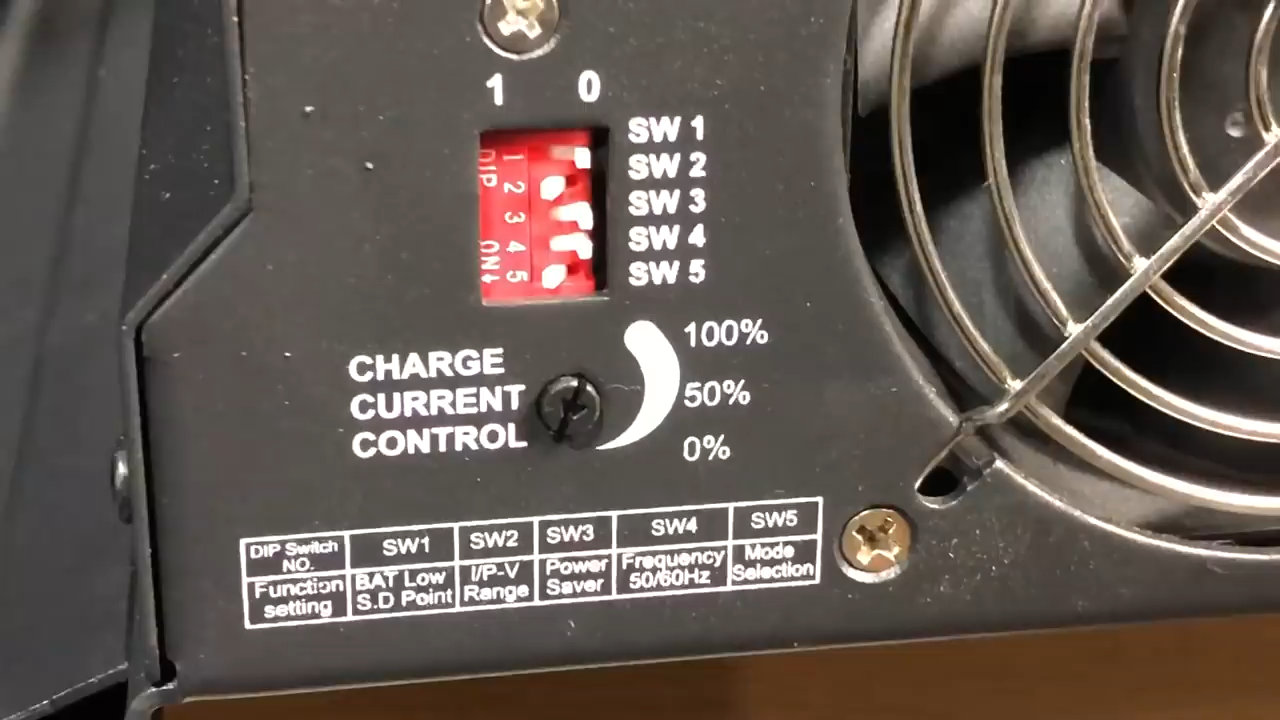 1 0
SW 1
SW 2
SW 3
SW 4
SW 5
DIP
ON↓
1
2
3
4
5
CHARGE
CURRENT
CONTROL
100%
50%
0%
DIP Switch NO. SW1 SW2 SW3 SW4 SW5
Function setting BAT Low S.D Point I/P-V Range Power Saver Frequency 50/60Hz Mode Selection